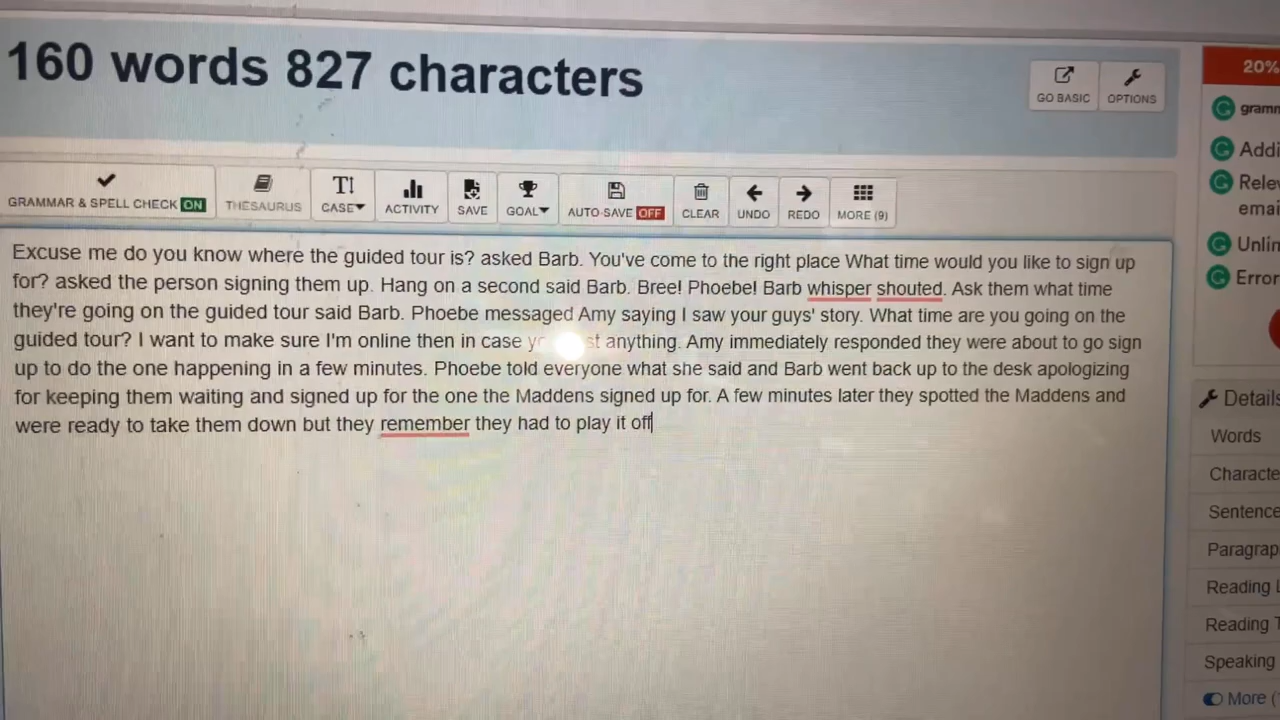 160 words 827 characters
GO BASIC
OPTIONS
20%
GRAMMAR & SPELL CHECK ON
THESAURUS
CASE
ACTIVITY
SAVE
GOAL
AUTO-SAVE OFF
CLEAR
UNDO
REDO
MORE (9)
Excuse me do you know where the guided tour is? asked Barb. You've come to the right place What time would you like to sign up
for? asked the person signing them up. Hang on a second said Barb. Bree! Phoebe! Barb whisper shouted. Ask them what time
they're going on the guided tour said Barb. Phoebe messaged Amy saying I saw your guys' story. What time are you going on the
guided tour? I want to make sure I'm online then in case anything. Amy immediately responded they were about to go sign
up to do the one happening in a few minutes. Phoebe told everyone what she said and Barb went back up to the desk apologizing
for keeping them waiting and signed up for the one the Maddens signed up for. A few minutes later they spotted the Maddens and
were ready to take them down but they remember they had to play it off
Details
Words
Paragrap
Reading
Reading
Speaking
More